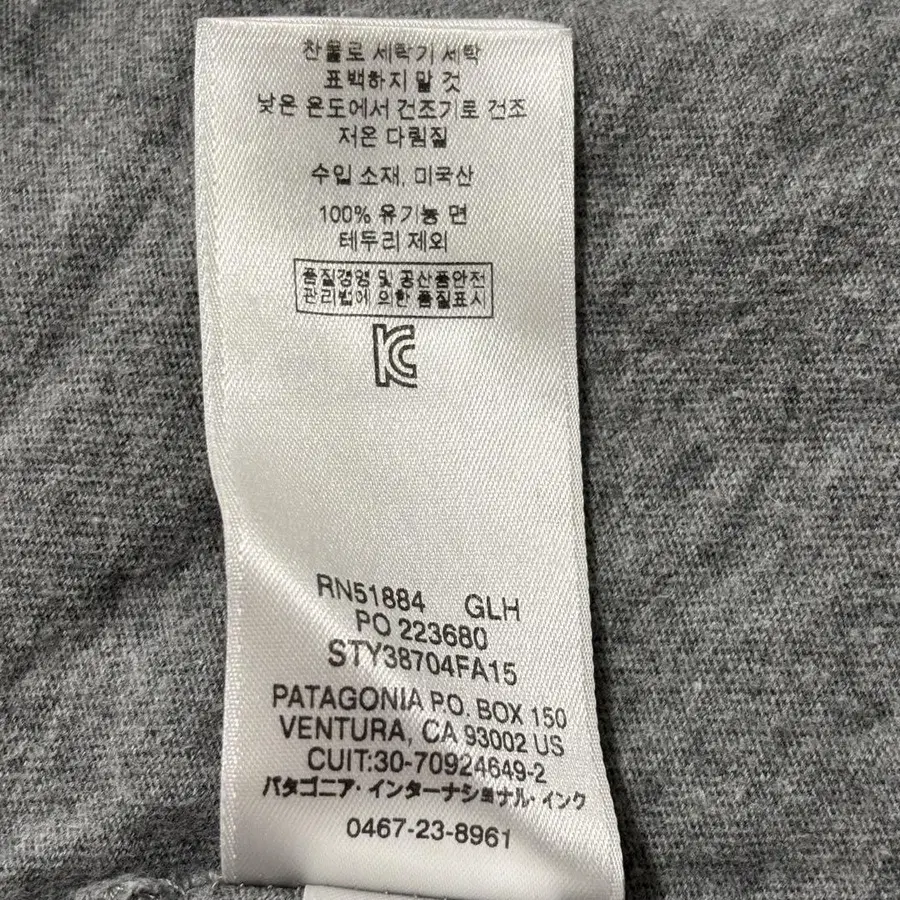 찬물로 세탁기 세탁
표백하지 말 것
낮은 온도에서 건조기로 건조
저온 다림질
수입 소재, 미국산
100% 유기농 면
테두리 제외
품질경영 및 공산품안전
관리법에 의한 품질표시
RN51884 GLH
PO 223680
STY38704FA15
PATAGONIA P.O. BOX 150
VENTURA, CA 93002 US
CUIT:30-70924649-2
パタゴニア・インターナショナル・インク
0467-23-8961